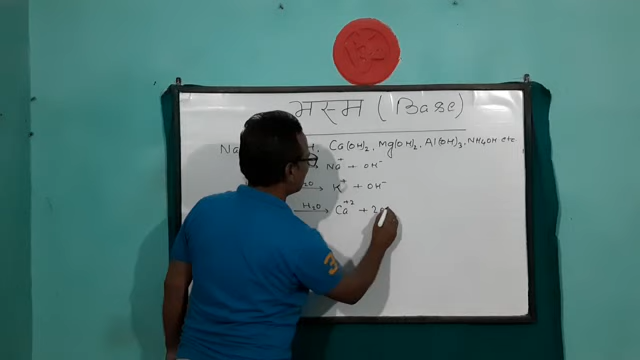 भस्म (Base)
Na H, Ca(OH)₂, Mg(OH)₂, Al(OH)₃, NH₄OH etc
Na⁺ + OH⁻
H₂O → K⁺ + OH⁻
H₂O → Ca⁺² + 2O